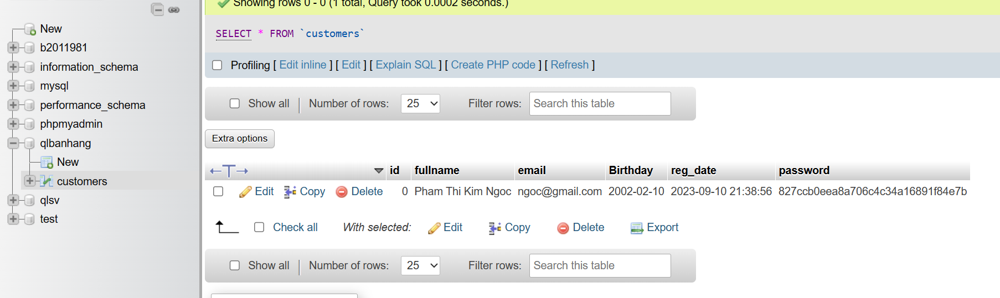 Showing rows 0 - 0 (1 total, Query took 0.0002 seconds.)
SELECT * FROM `customers`
Profiling [ Edit inline ] [ Edit ] [ Explain SQL ] [ Create PHP code ] [ Refresh ]
Show all Number of rows: 25 Filter rows: Search this table
Extra options
id fullname email Birthday reg_date password
Edit Copy Delete 0 Pham Thi Kim Ngoc ngoc@gmail.com 2002-02-10 2023-09-10 21:38:56 827ccb0eea8a706c4c34a16891f84e7b
Check all With selected: Edit Copy Delete Export
Show all Number of rows: 25 Filter rows: Search this table
New
b2011981
information_schema
mysql
performance_schema
phpmyadmin
qlbanhang
New
customers
qlsv
test